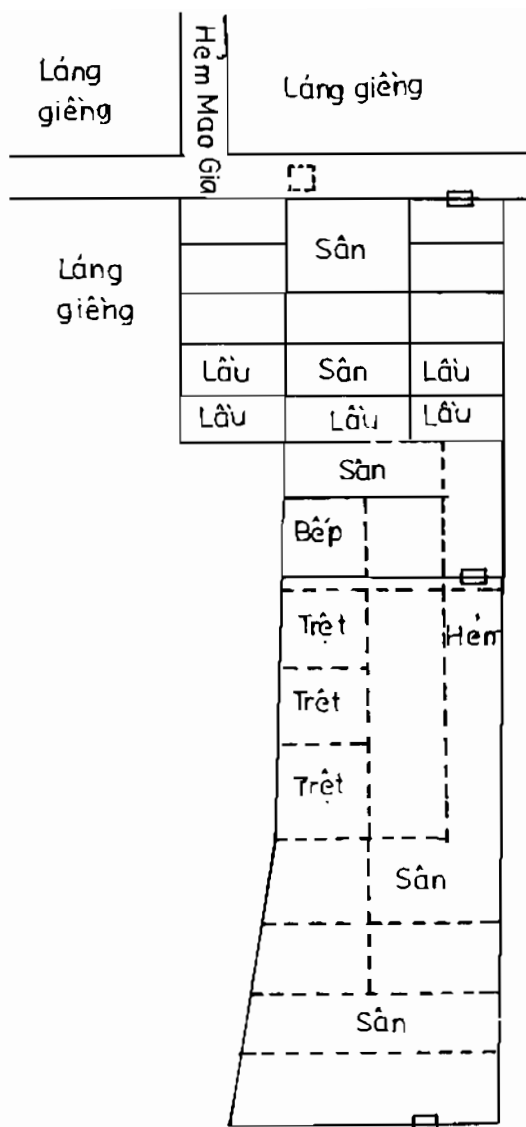 Láng
giềng
Hẻm Mao Gia
Láng giềng
Láng
giềng
Sân
Lầu
Sân
Lầu
Lầu
Lầu
Lầu
Sân
Bếp
Trệt
Hẻm
Trệt
Trệt
Sân
Sân